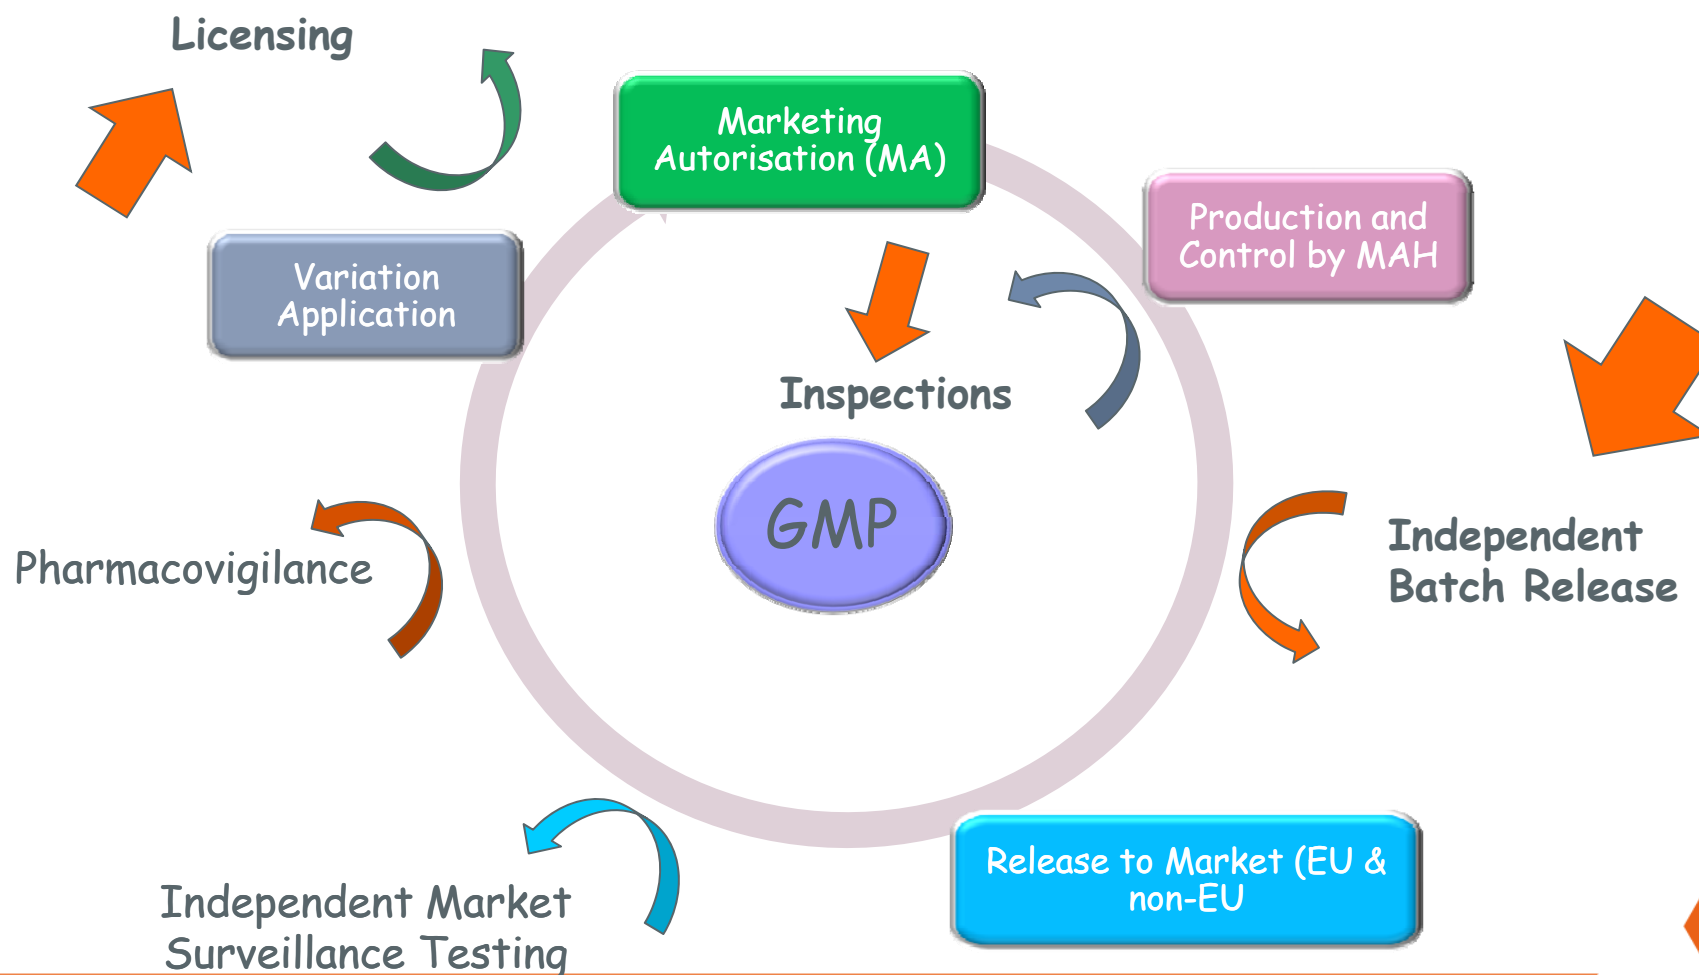 Licensing
Marketing
Autorisation (MA)
Production and
Control by MAH
Variation
Application
Inspections
GMP
Pharmacovigilance
Independent
Batch Release
Release to Market (EU &
non-EU
Independent Market
Surveillance Testing